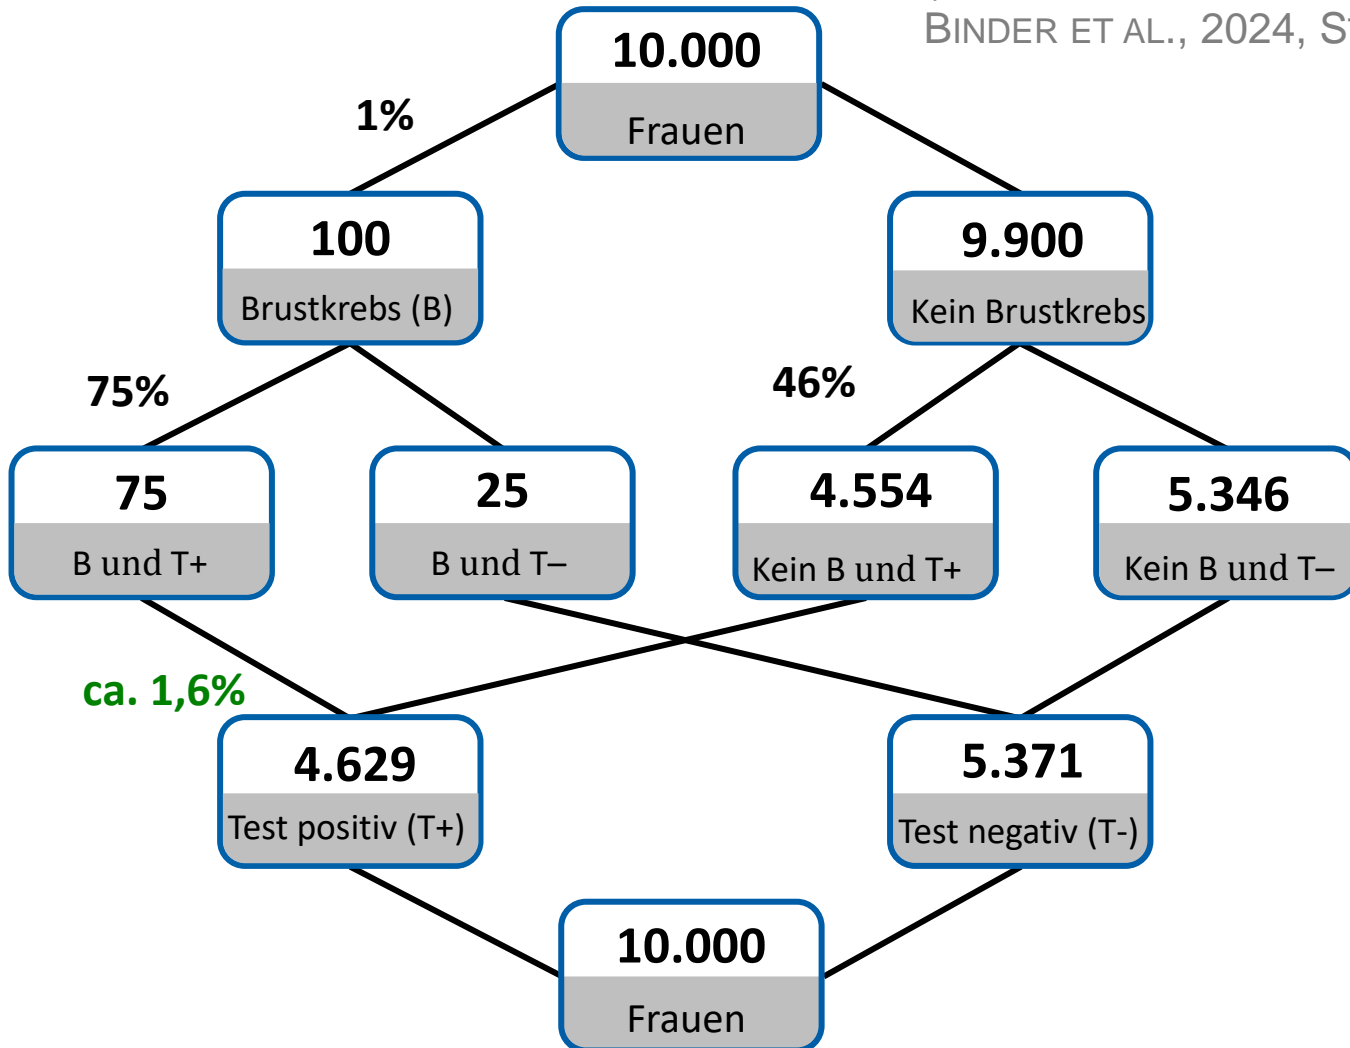 BINDER ET AL., 2024, S
10.000
Frauen
1%
100
Brustkrebs (B)
9.900
Kein Brustkrebs
75%
46%
75
B und T+
25
B und T–
4.554
Kein B und T+
5.346
Kein B und T–
ca. 1,6%
4.629
Test positiv (T+)
5.371
Test negativ (T-)
10.000
Frauen